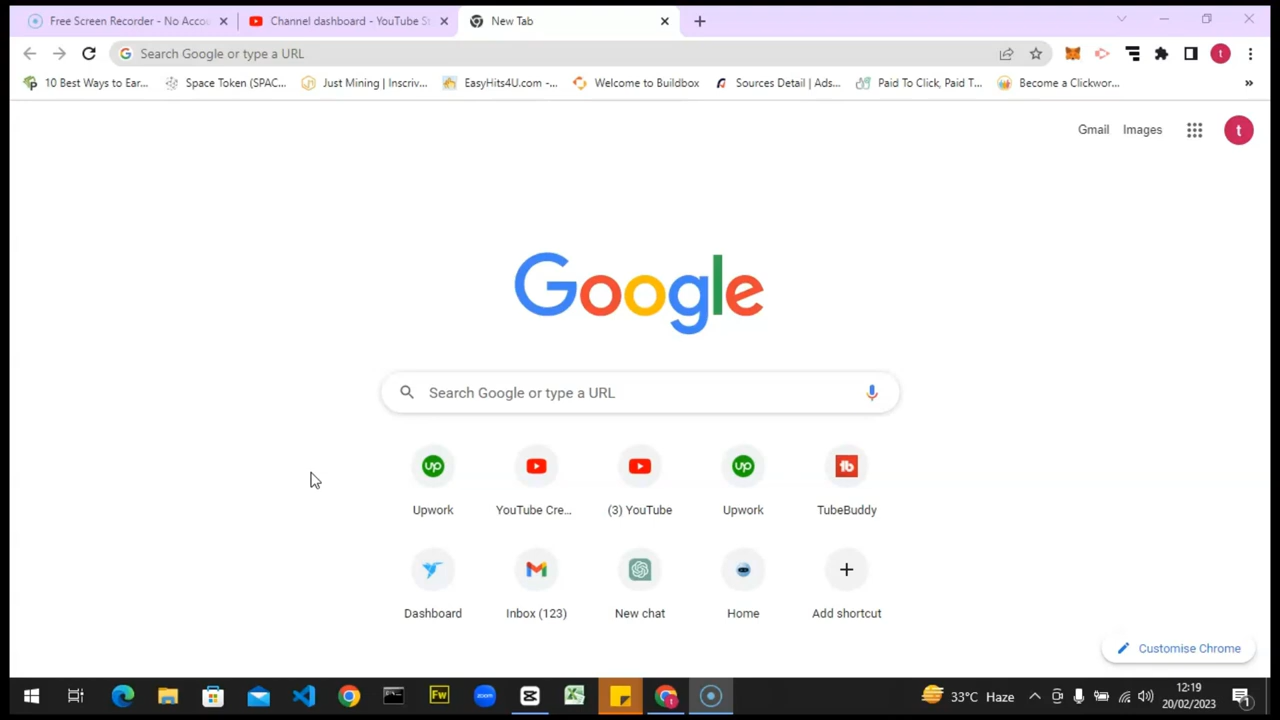 Free Screen Recorder - No Accou
Channel dashboard - YouTube St
New Tab
Search Google or type a URL
10 Best Ways to Ear...
Space Token (SPAC...
Just Mining | Inscriv...
EasyHits4U.com -...
Welcome to Buildbox
Sources Detail | Ads...
Paid To Click, Paid T...
Become a Clickwor...
»
Gmail
Images
t
Google
Search Google or type a URL
Upwork
YouTube Cre...
(3) YouTube
Upwork
TubeBuddy
Dashboard
Inbox (123)
New chat
Home
Add shortcut
Customise Chrome
Fw
zoom
33°C Haze
12:19
20/02/2023
1